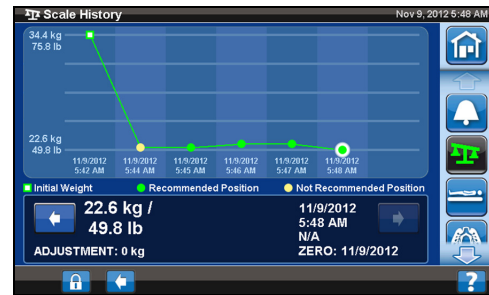 Scale History
Nov 9, 2012 5:48 AM
34.4 kg
75.8 lb
22.6 kg
49.8 lb
11/9/2012 11/9/2012 11/9/2012 11/9/2012 11/9/2012 11/9/2012
5:42 AM 5:44 AM 5:45 AM 5:46 AM 5:47 AM 5:48 AM
Initial Weight Recommended Position Not Recommended Position
22.6 kg /
49.8 lb
ADJUSTMENT: 0 kg
11/9/2012
5:48 AM
N/A
ZERO: 11/9/2012
?